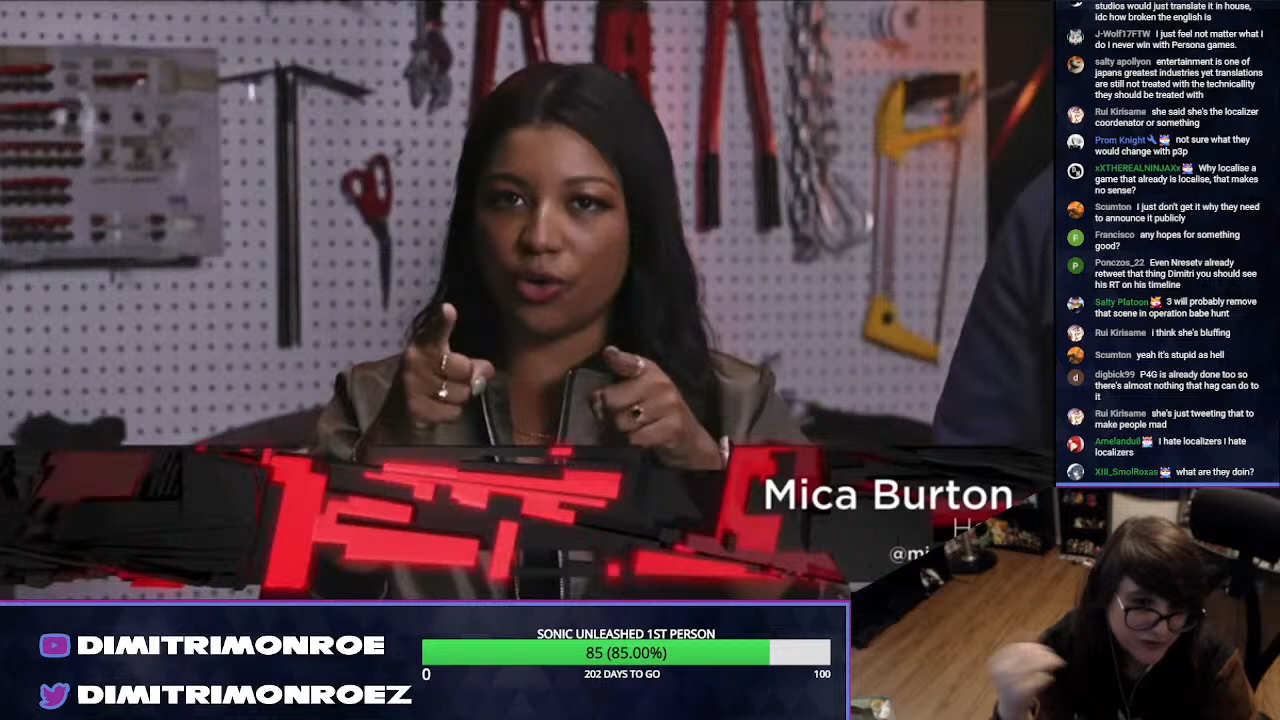 studios would just translate it in house,
idc how broken the english is
J-Wolf17FTW I just feel not matter what I
do I never win with Persona games.
salty apollyon entertainment is one of
japans greatest industries yet translations
are still not treated with the technicallity
they should be treated with
Rui Kirisame she said she's the localizer
coordenator or something
Prom Knight not sure what they
would change with p3p
xXTHEREALNINJAXx Why localise a
game that already is localise, that makes
no sense?
Scumton I just don't get it why they need
to announce it publicly
Francisco any hopes for something
good?
Ponczos_22 Even Nresetv already
retweet that thing Dimitri you should see
his RT on his timeline
Salty Platoon 3 will probably remove
that scene in operation babe hunt
Rui Kirisame i think she's bluffing
Scumton yeah it's stupid as hell
digbick99 P4G is already done too so
there's almost nothing that hag can do to
it
Rui Kirisame she's just tweeting that to
make people mad
Amelandull I hate localizers I hate
localizers
XIII_SmolRoxas what are they doin?
Mica Burton
@mi
DIMITRIMONROE
DIMITRIMONROEZ
SONIC UNLEASHED 1ST PERSON
85 (85.00%)
0 202 DAYS TO GO 100